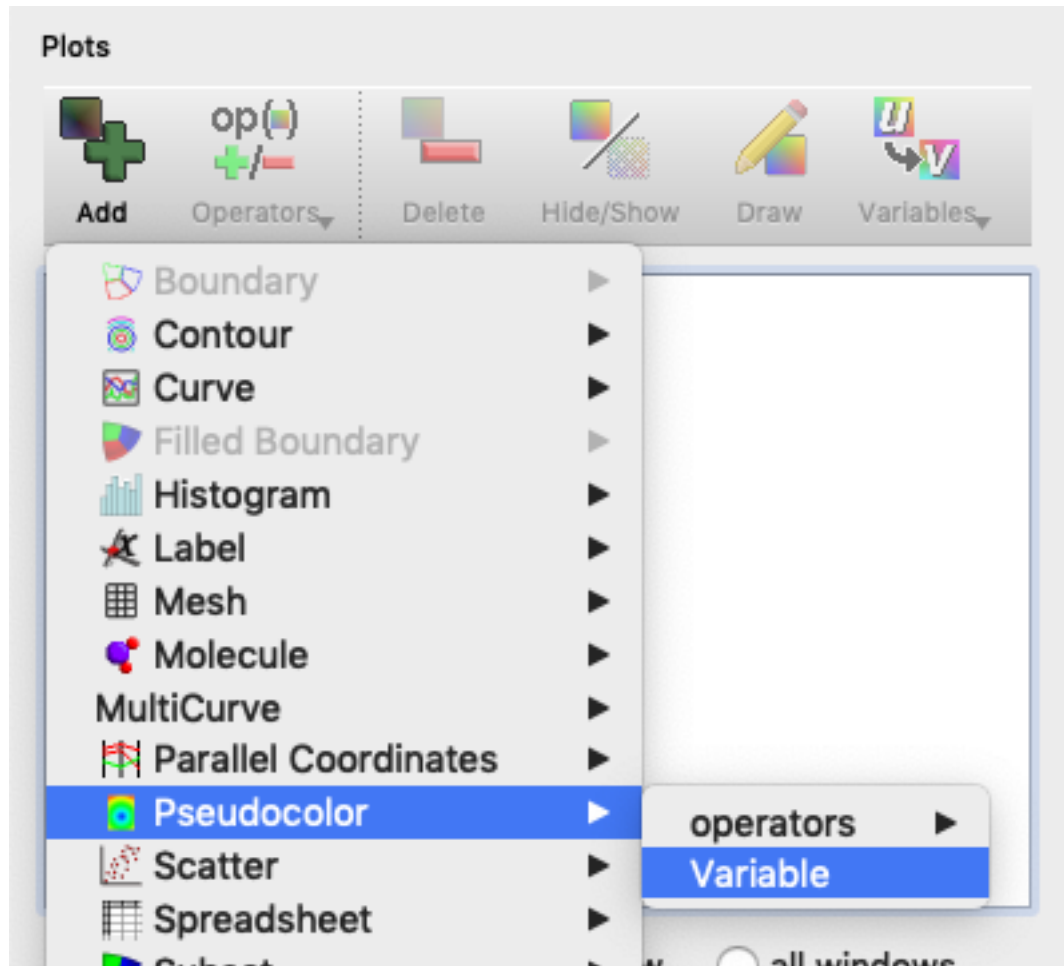 Plots
op(·)
+/−
U
V
Add Operators Delete Hide/Show Draw Variables
Boundary
Contour
Curve
Filled Boundary
Histogram
Label
Mesh
Molecule
MultiCurve
Parallel Coordinates
Pseudocolor
operators
Scatter
Variable
Spreadsheet
all windows